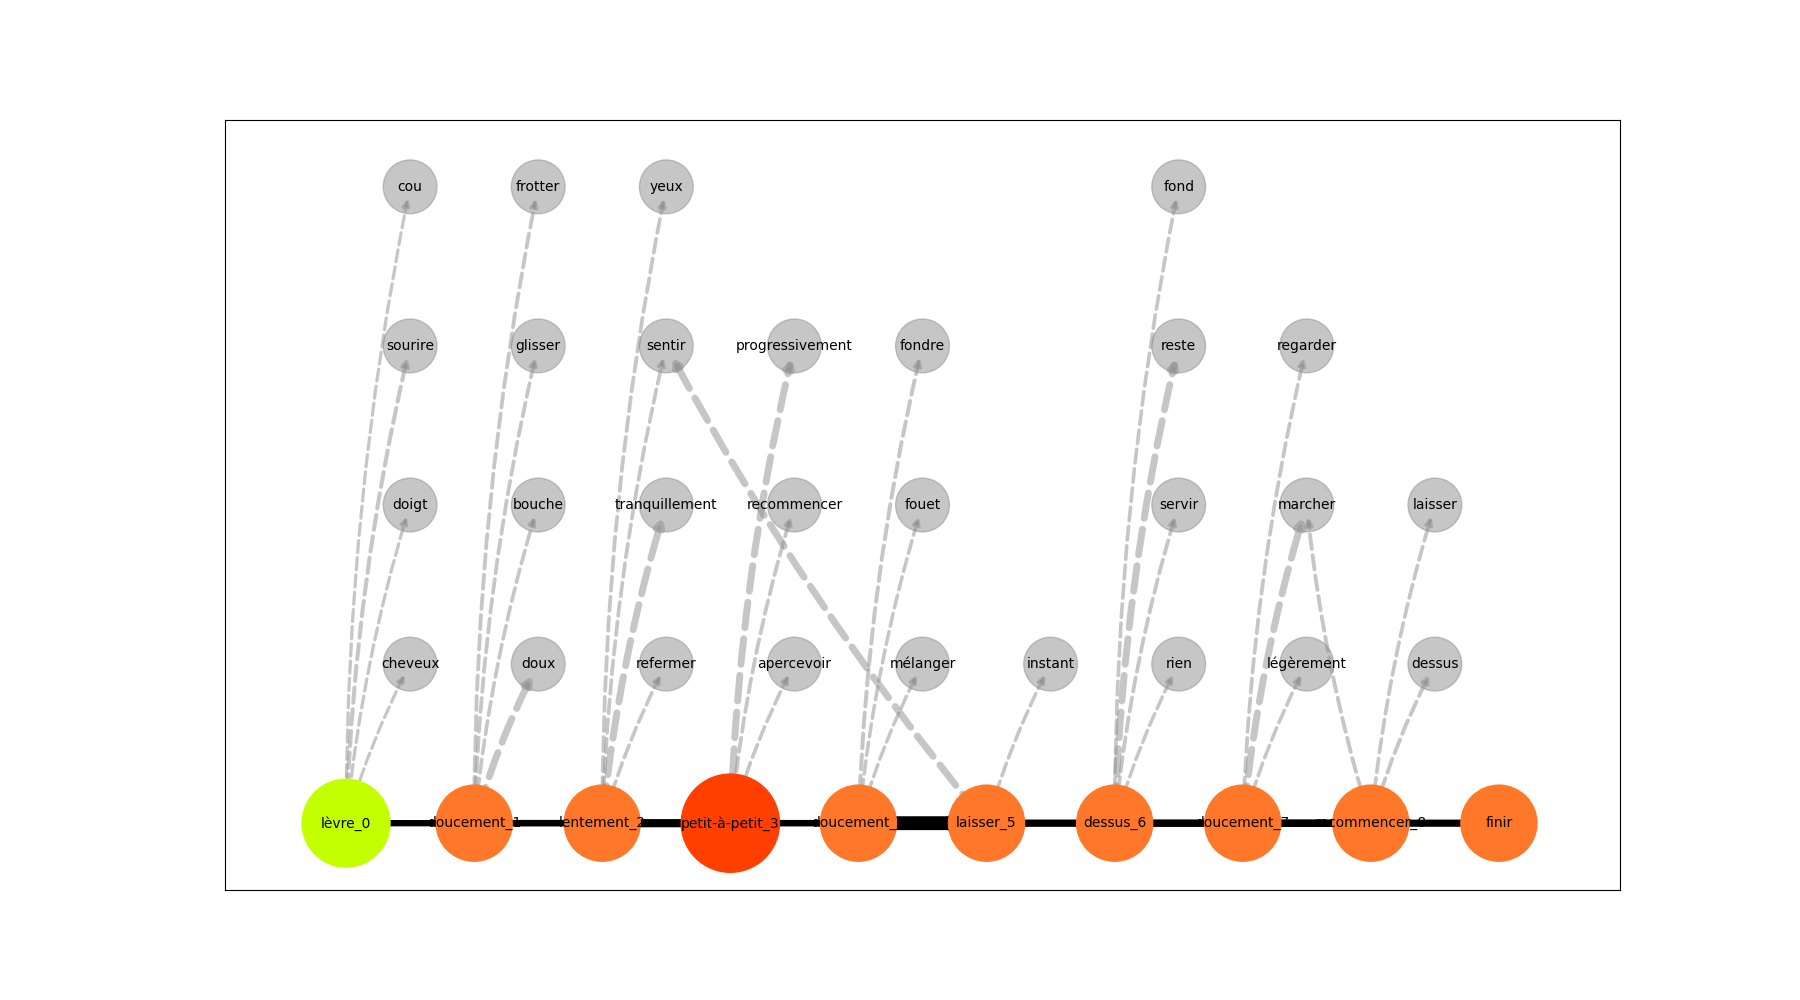 cou frotter yeux fond
sourire glisser sentir progressivement fondre reste regarder
doigt bouche tranquillement recommencer fouet servir marcher laisser
cheveux doux refermer apercevoir mélanger instant rien légèrement dessus
lèvre_0 doucement_1 lentement_2 petit-à-petit_3 doucement_ laisser_5 dessus_6 doucement_7 recommencer_8 finir